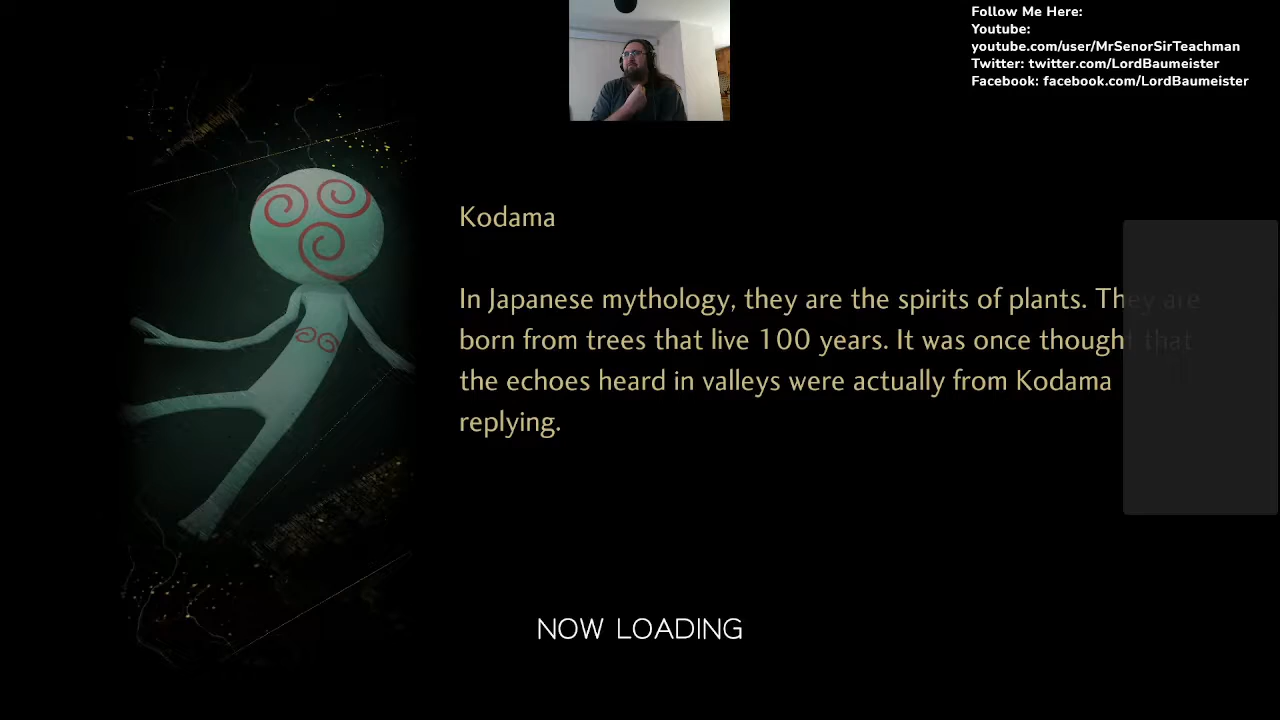 Follow Me Here:
Youtube:
youtube.com/user/MrSenorSirTeachman
Twitter: twitter.com/LordBaumeister
Facebook: facebook.com/LordBaumeister
Kodama
In Japanese mythology, they are the spirits of plants. They are
born from trees that live 100 years. It was once thought that
the echoes heard in valleys were actually from Kodama
replying.
NOW LOADING